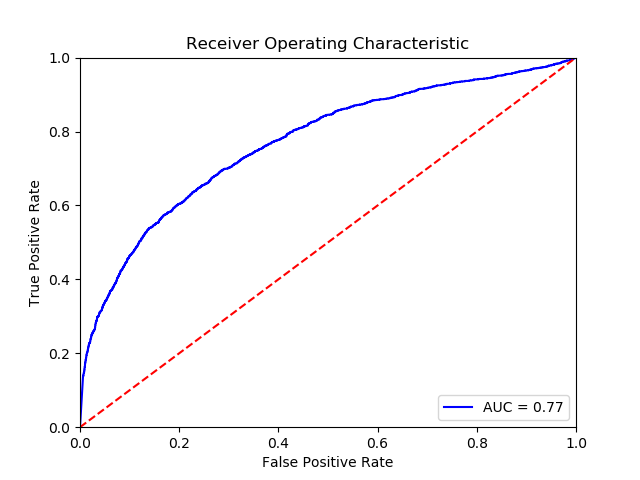 Receiver Operating Characteristic
1.0
0.8
0.6
0.4
0.2
0.0
True Positive Rate
AUC = 0.77
0.0 0.2 0.4 0.6 0.8 1.0
False Positive Rate